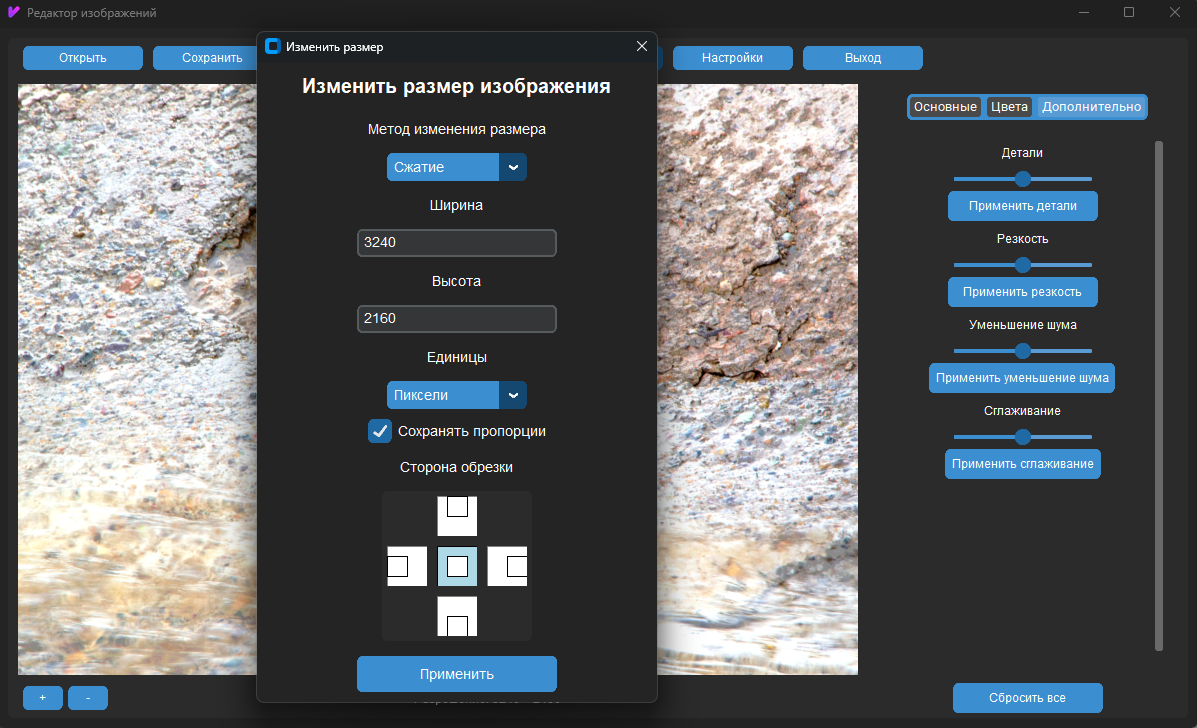 Редактор изображений
Открыть
Сохранить
Настройки
Выход
Изменить размер
Изменить размер изображения
Метод изменения размера
Сжатие
Ширина
3240
Высота
2160
Единицы
Пиксели
Сохранять пропорции
Сторона обрезки
Применить
Основные
Цвета
Дополнительно
Детали
Применить детали
Резкость
Применить резкость
Уменьшение шума
Применить уменьшение шума
Сглаживание
Применить сглаживание
+
-
Сбросить все